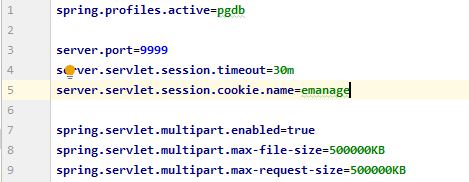 1 spring.profiles.active=pgdb
2
3 server.port=9999
4 server.servlet.session.timeout=30m
5 server.servlet.session.cookie.name=emanage
6
7 spring.servlet.multipart.enabled=true
8 spring.servlet.multipart.max-file-size=500000KB
9 spring.servlet.multipart.max-request-size=500000KB